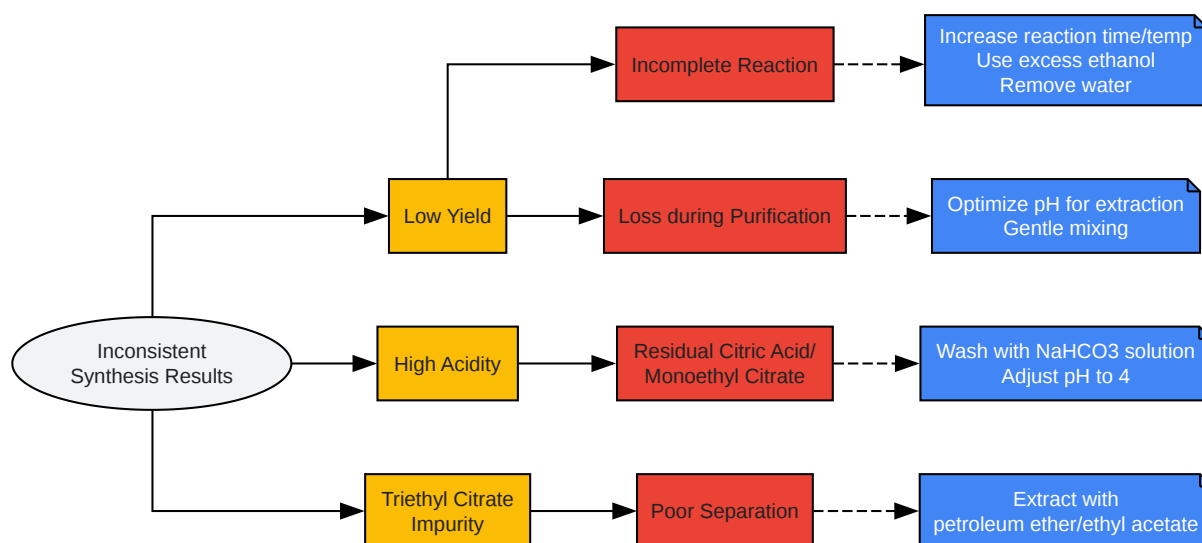 Increase reaction time/temp
Use excess ethanol
Remove water
Incomplete Reaction
Low Yield
Loss during Purification
Optimize pH for extraction
Gentle mixing
Inconsistent
Synthesis Results
High Acidity
Residual Citric Acid/
Monoethyl Citrate
Wash with NaHCO3 solution
Adjust pH to 4
Triethyl Citrate
Impurity
Poor Separation
Extract with
petroleum ether/ethyl acetate